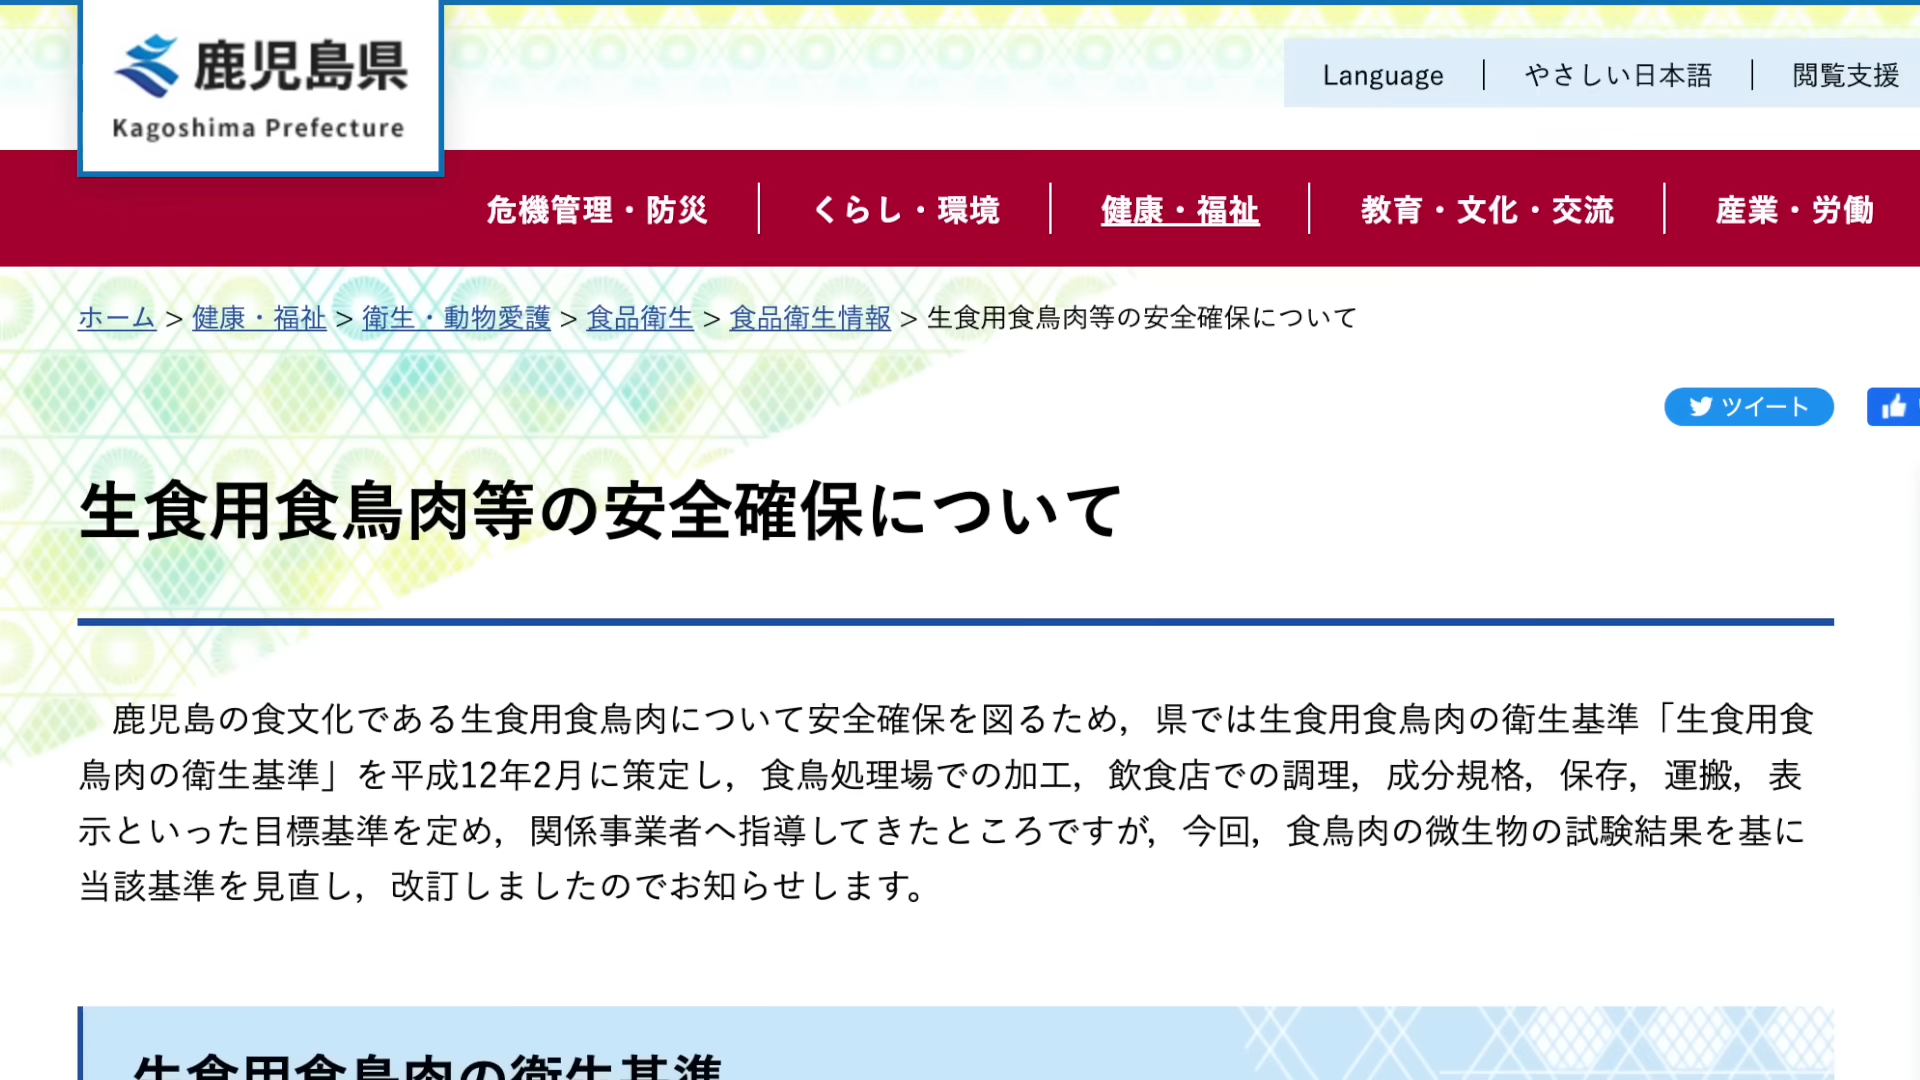 鹿児島県
Kagoshima Prefecture
Language
やさしい日本語
閲覧支援
危機管理・防災
くらし・環境
健康・福祉
教育・文化・交流
産業・労働
ホーム > 健康・福祉 > 衛生・動物愛護 > 食品衛生 > 食品衛生情報 > 生食用食鳥肉等の安全確保について
ツイート
生食用食鳥肉等の安全確保について
鹿児島の食文化である生食用食鳥肉について安全確保を図るため，県では生食用食鳥肉の衛生基準「生食用食
鳥肉の衛生基準」を平成12年2月に策定し，食鳥処理場での加工，飲食店での調理，成分規格，保存，運搬，表
示といった目標基準を定め，関係事業者へ指導してきたところですが，今回，食鳥肉の微生物の試験結果を基に
当該基準を見直し，改訂しましたのでお知らせします。
生食用食鳥肉の衛生基準